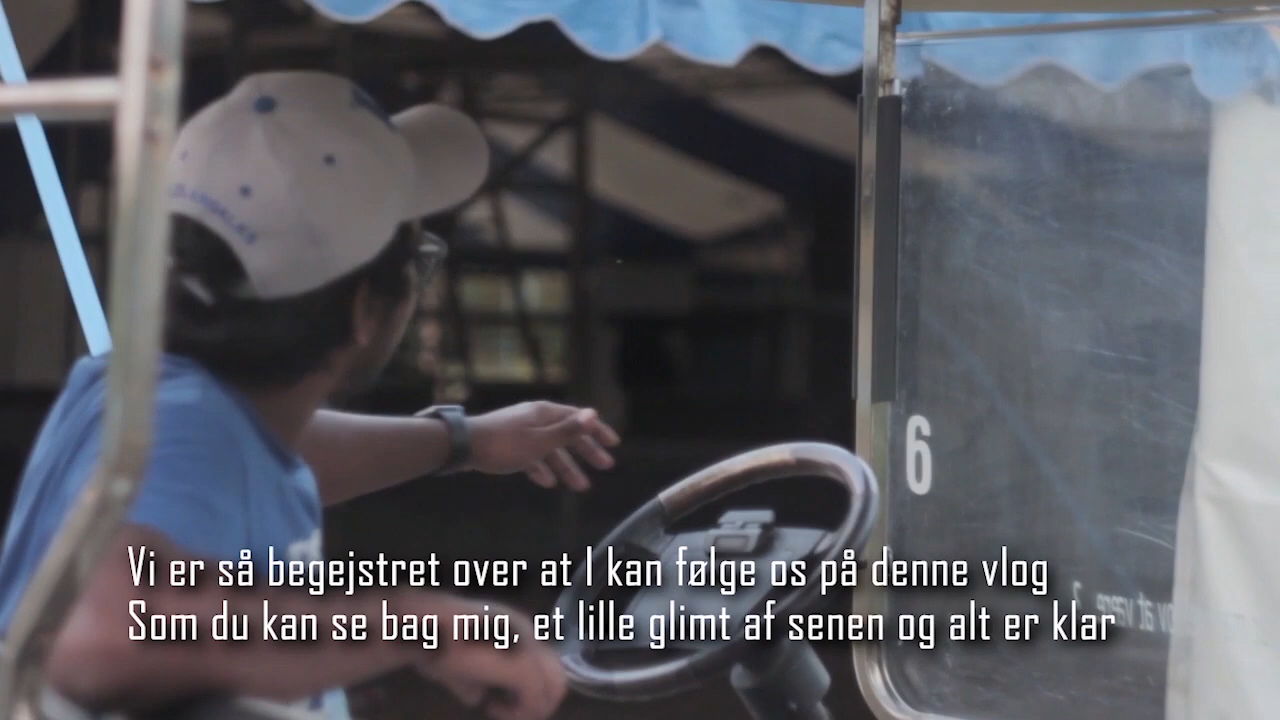 6
Vi er så begejstret over at I kan følge os på denne vlog
Som du kan se bag mig, et lille glimt af senen og alt er klar